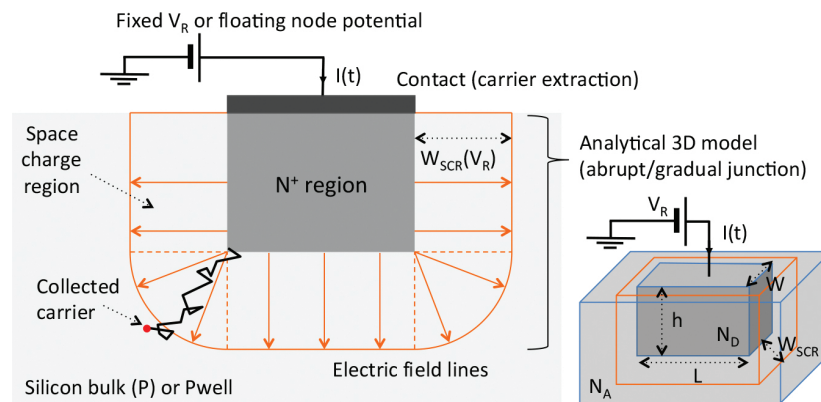 Fixed V_R or floating node potential
I(t)
Contact (carrier extraction)
Space
charge
region
W_SCR(V_R)
N⁺ region
Analytical 3D model
(abrupt/gradual junction)
V_R
I(t)
Collected
carrier
W
h
N_D
W_SCR
L
N_A
Electric field lines
Silicon bulk (P) or Pwell